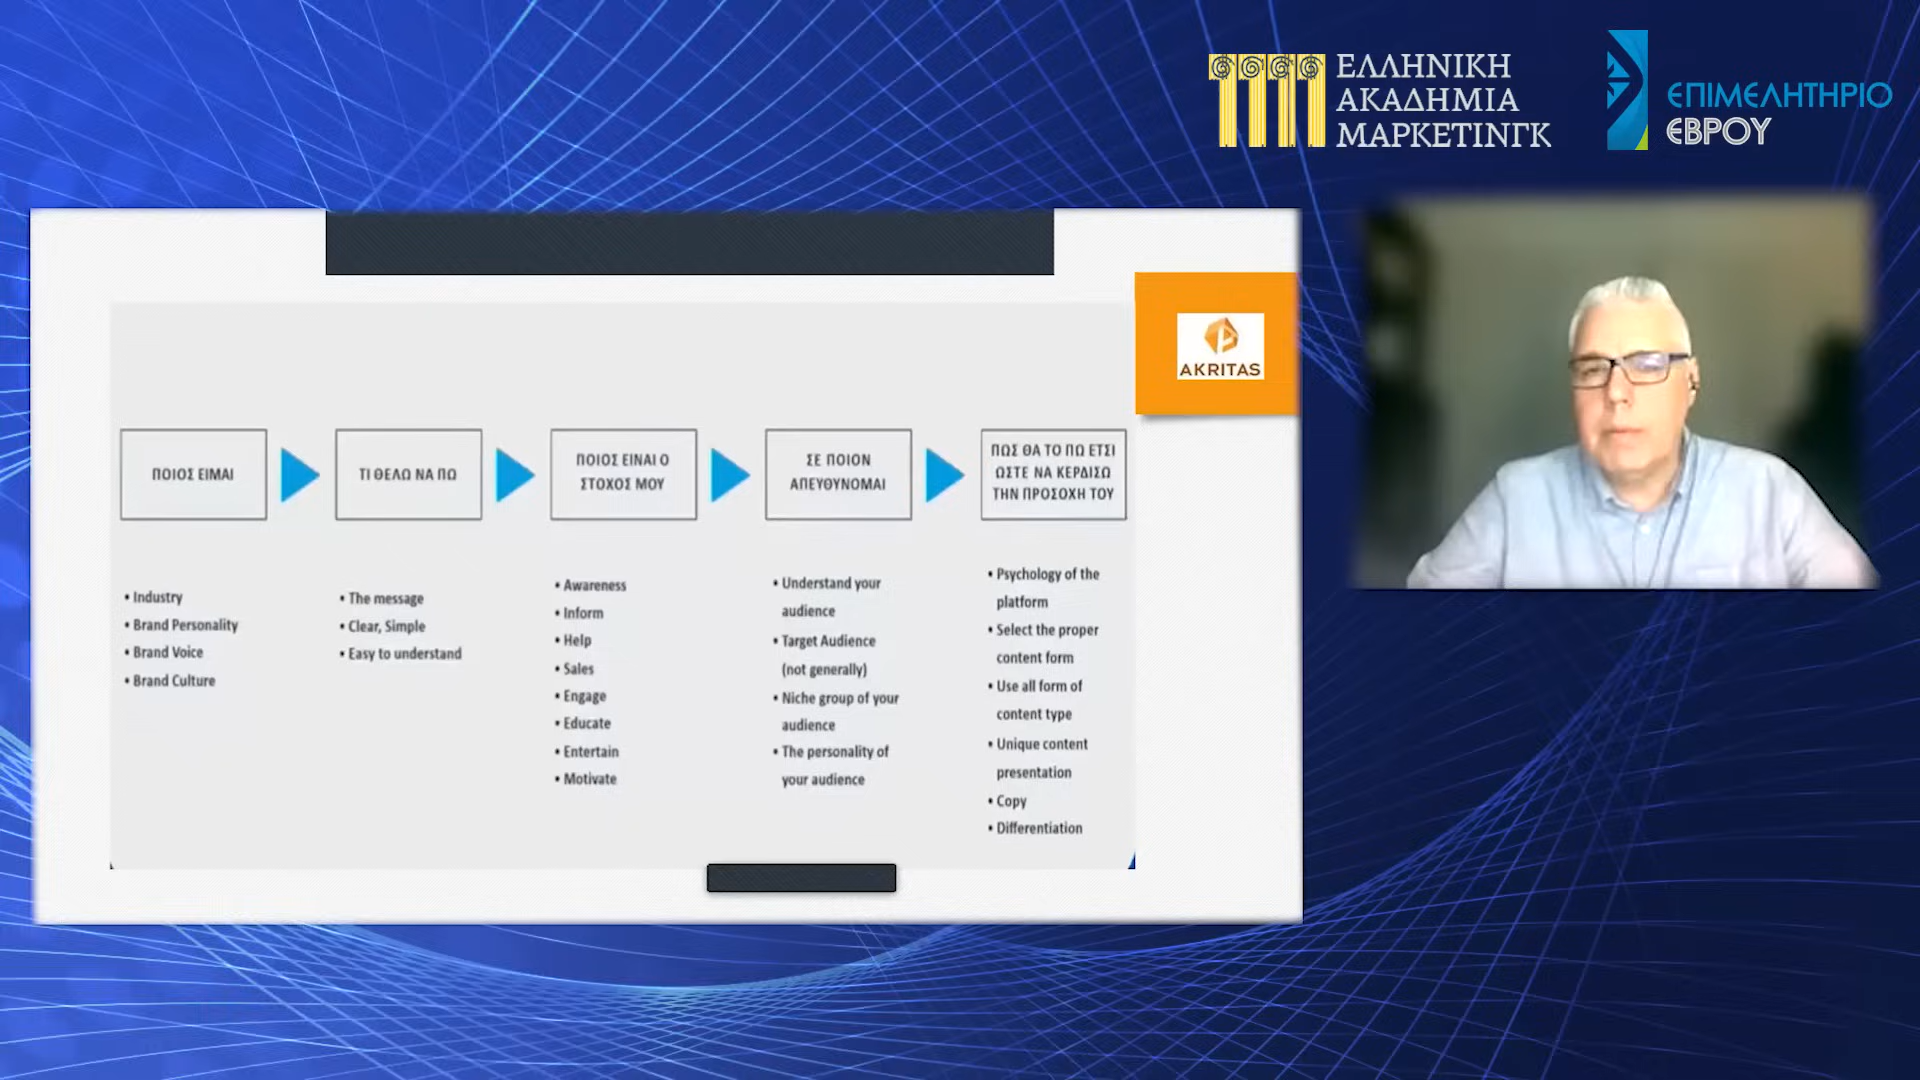 ΕΛΛΗΝΙΚΗ
ΑΚΑΔΗΜΙΑ
ΜΑΡΚΕΤΙΝΓΚ
ΕΠΙΜΕΛΗΤΗΡΙΟ
ΕΒΡΟΥ
AKRITAS
ΠΟΙΟΣ ΕΙΜΑΙ
ΤΙ ΘΕΛΩ ΝΑ ΠΩ
ΠΟΙΟΣ ΕΙΝΑΙ Ο
ΣΤΟΧΟΣ ΜΟΥ
ΣΕ ΠΟΙΟΝ
ΑΠΕΥΘΥΝΟΜΑΙ
ΠΩΣ ΘΑ ΤΟ ΠΩ ΕΤΣΙ
ΩΣΤΕ ΝΑ ΚΕΡΔΙΣΩ
ΤΗΝ ΠΡΟΣΟΧΗ ΤΟΥ
• Industry
• Brand Personality
• Brand Voice
• Brand Culture
• The message
• Clear, Simple
• Easy to understand
• Awareness
• Inform
• Help
• Sales
• Engage
• Educate
• Entertain
• Motivate
• Understand your
audience
• Target Audience
(not generally)
• Niche group of your
audience
• The personality of
your audience
• Psychology of the
platform
• Select the proper
content form
• Use all form of
content type
• Unique content
presentation
• Copy
• Differentiation